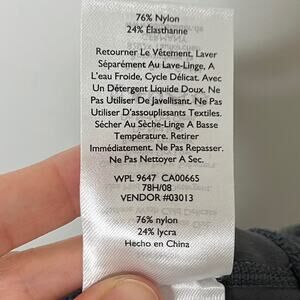 76% Nylon
24% Élasthanne
Retourner Le Vêtement, Laver
Séparément Au Lave-Linge, A
L'eau Froide, Cycle Délicat. Avec
Un Détergent Liquide Doux. Ne
Pas Utiliser De Javellisant. Ne Pas
Utiliser D'assouplissants Textiles.
Sécher Au Sèche-Linge A Basse
Température. Retirer
Immédiatement. Ne Pas Repasser.
Ne Pas Nettoyer A Sec.
WPL 9647 CA00665
78H/08
VENDOR #03013
76% nylon
24% lycra
Hecho en China